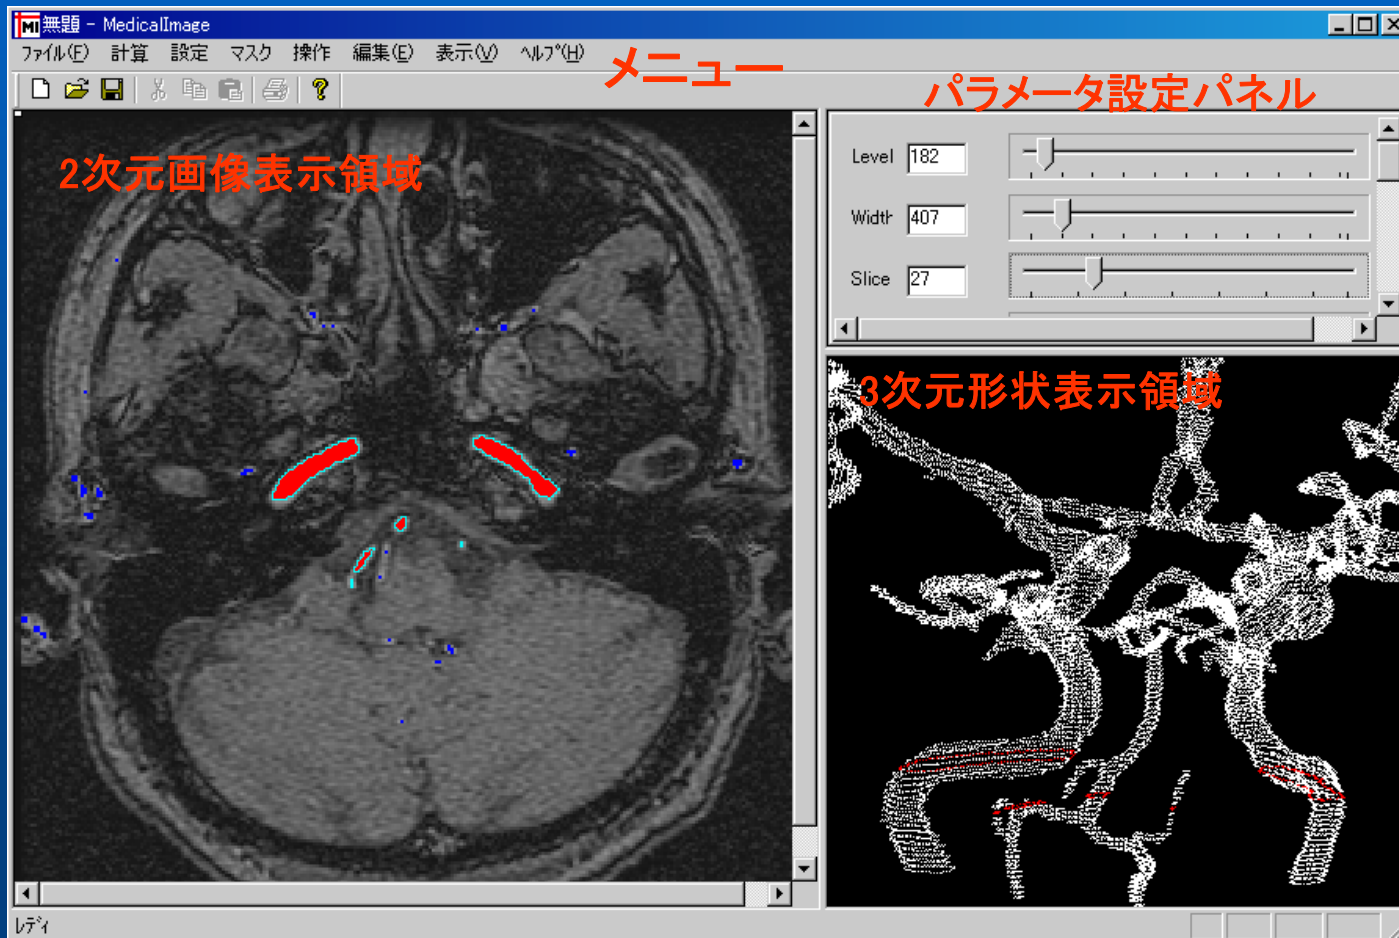 無題 - MedicalImage
ファイル(F) 計算 設定 マスク 操作 編集(E) 表示(V) ヘルプ(H)
メニュー
パラメータ設定パネル
2次元画像表示領域
Level 182
Width 407
Slice 27
3次元形状表示領域
レディ